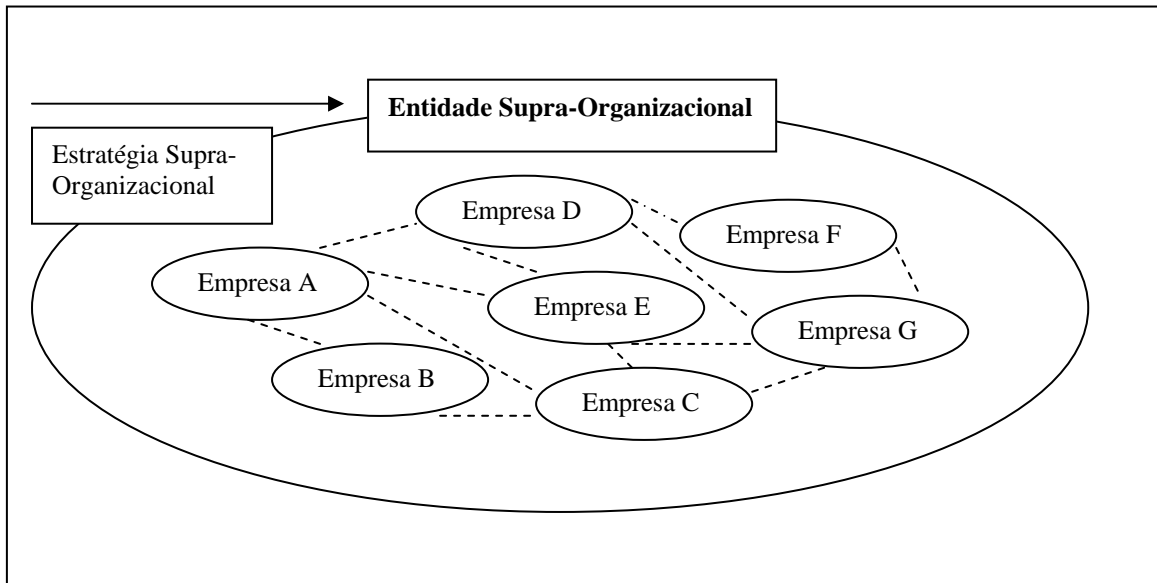 Entidade Supra-Organizacional
Estratégia Supra-
Organizacional
Empresa D
Empresa F
Empresa A
Empresa E
Empresa G
Empresa B
Empresa C